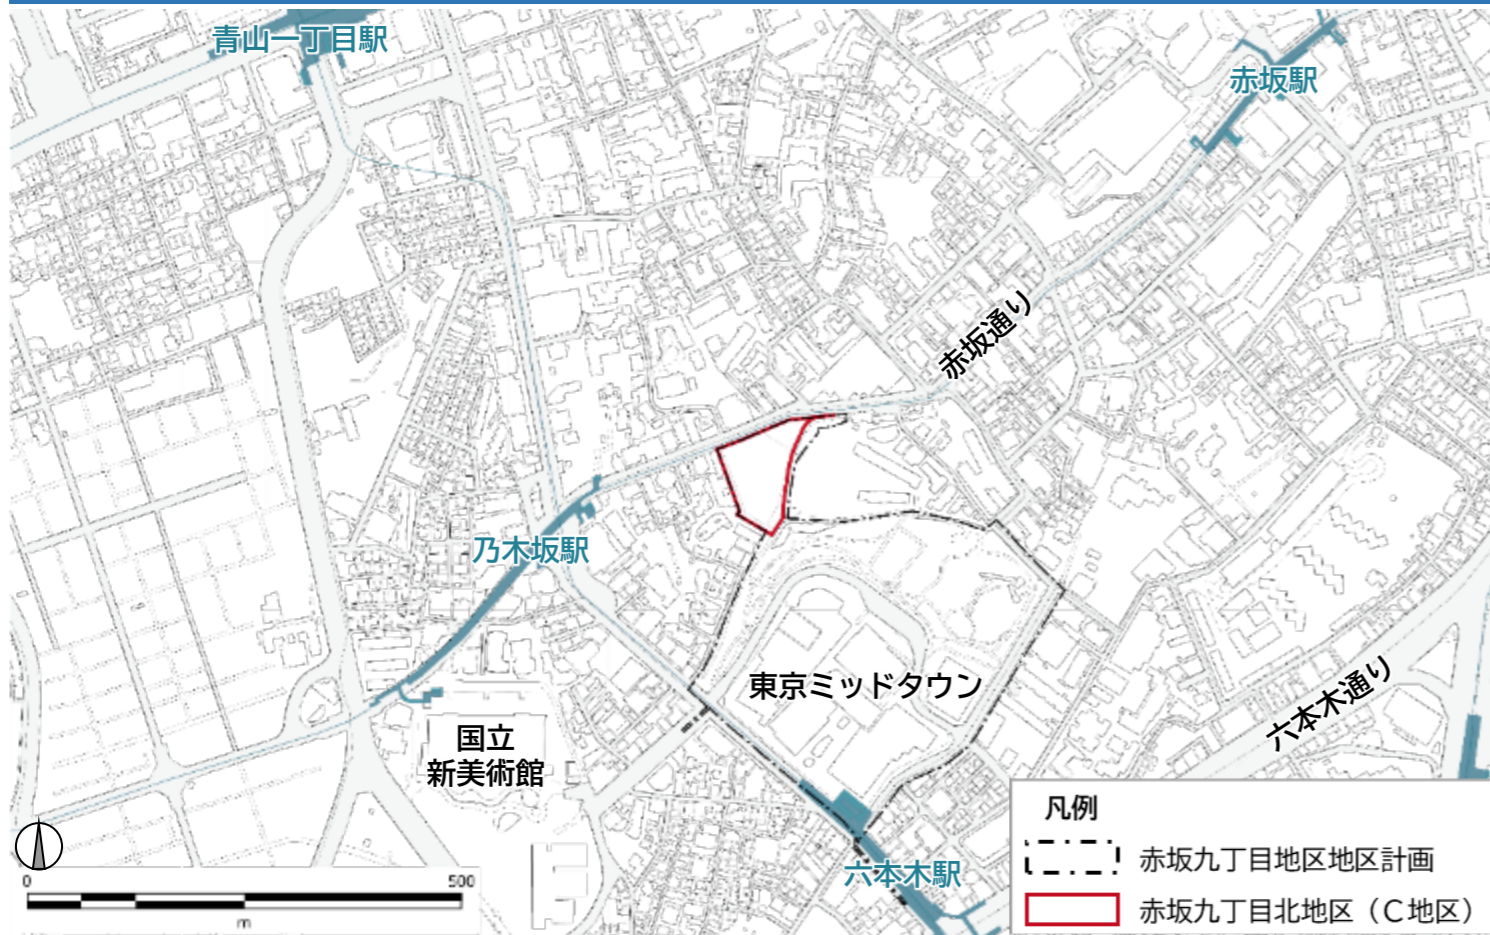 青山一丁目駅
赤坂駅
赤坂通り
乃木坂駅
東京ミッドタウン
六本木通り
国立
新美術館
六本木駅
凡例
赤坂九丁目地区地区計画
赤坂九丁目北地区（C地区）
0 500
m